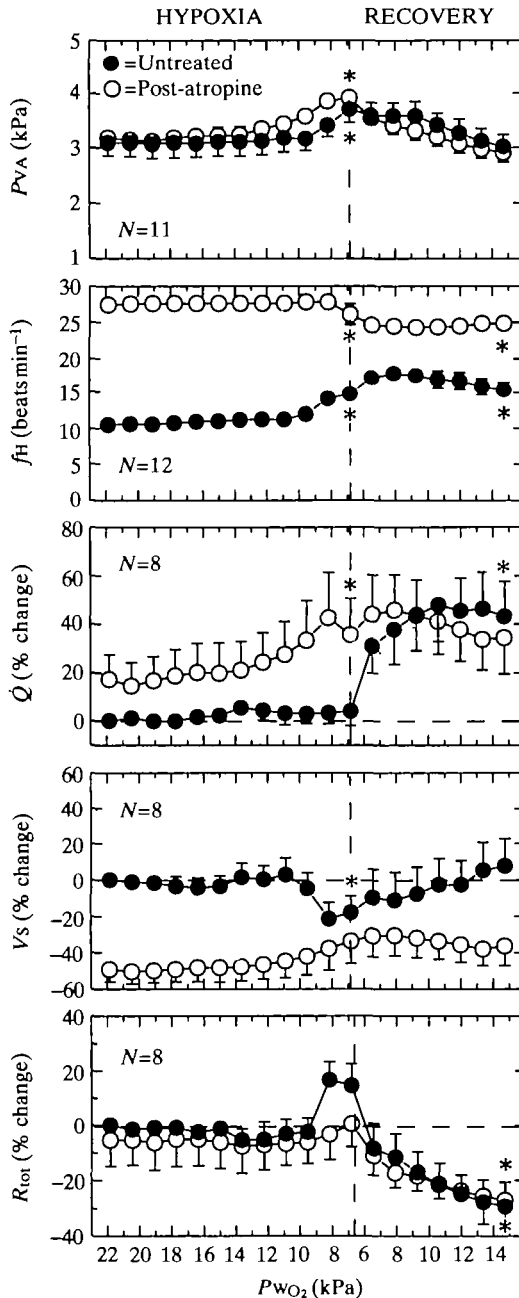 HYPOXIA RECOVERY
●=Untreated
○=Post-atropine
PVA (kPa)
5
4
3
2
1
N=11
*
*
fH (beats min⁻¹)
30
25
20
15
10
5
0
N=12
*
*
*
*
Q̇ (% change)
80
60
40
20
0
N=8
*
*
VS (% change)
60
40
20
0
−20
−40
−60
N=8
*
Rtot (% change)
40
20
0
−20
−40
N=8
*
*
22 20 18 16 14 12 10 8 6 8 10 12 14
PwO2 (kPa)